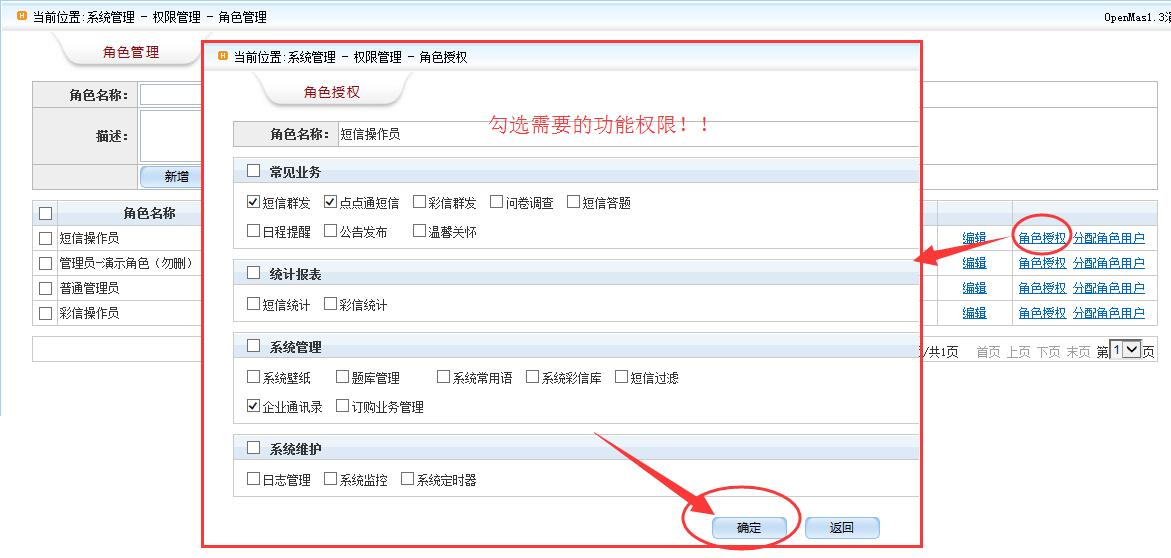 当前位置:系统管理 - 权限管理 - 角色管理
OpenMas1.3
角色管理
角色名称:
描述:
新增
角色名称
短信操作员
编辑 角色授权 分配角色用户
管理员-演示角色（勿删）
编辑 角色授权 分配角色用户
普通管理员
编辑 角色授权 分配角色用户
彩信操作员
编辑 角色授权 分配角色用户
/共1页 首页 上页 下页 末页 第 1 页
当前位置:系统管理 - 权限管理 - 角色授权
角色授权
勾选需要的功能权限！！
角色名称: 短信操作员
常见业务
短信群发 点点通短信 彩信群发 问卷调查 短信答题
日程提醒 公告发布 温馨关怀
统计报表
短信统计 彩信统计
系统管理
系统壁纸 题库管理 系统常用语 系统彩信库 短信过滤
企业通讯录 订购业务管理
系统维护
日志管理 系统监控 系统定时器
确定 返回